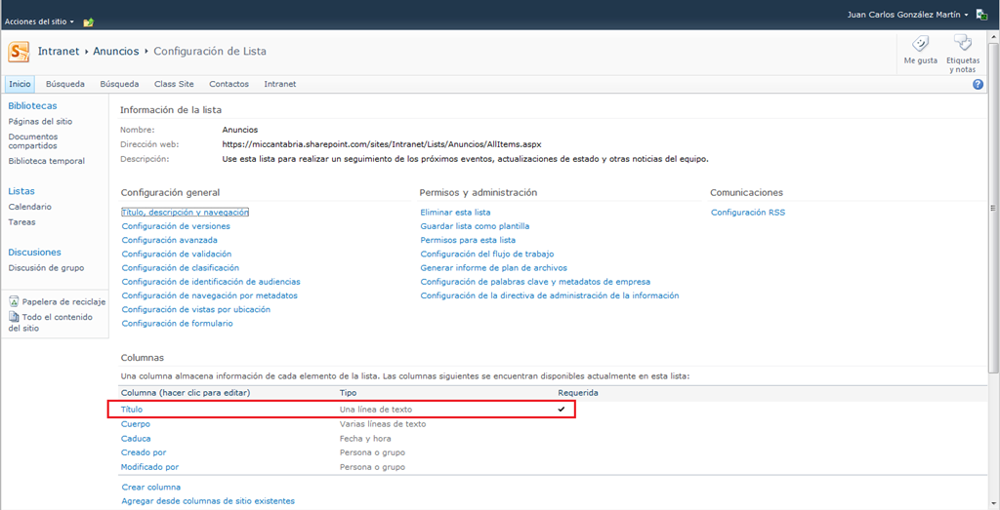 Juan Carlos González Martín
Acciones del sitio
Intranet Anuncios Configuración de Lista
Me gusta
Etiquetas
y notas
Inicio Búsqueda Búsqueda Class Site Contactos Intranet
Bibliotecas
Páginas del sitio
Documentos
compartidos
Biblioteca temporal
Listas
Calendario
Tareas
Discusiones
Discusión de grupo
Papelera de reciclaje
Todo el contenido
del sitio
Información de la lista
Nombre: Anuncios
Dirección web: https://miccantabria.sharepoint.com/sites/Intranet/Lists/Anuncios/AllItems.aspx
Descripción: Use esta lista para realizar un seguimiento de los próximos eventos, actualizaciones de estado y otras noticias del equipo.
Configuración general
Título, descripción y navegación
Configuración de versiones
Configuración avanzada
Configuración de validación
Configuración de clasificación
Configuración de identificación de audiencias
Configuración de navegación por metadatos
Configuración de vistas por ubicación
Configuración de formulario
Permisos y administración
Eliminar esta lista
Guardar lista como plantilla
Permisos para esta lista
Configuración del flujo de trabajo
Generar informe de plan de archivos
Configuración de palabras clave y metadatos de empresa
Configuración de la directiva de administración de la información
Comunicaciones
Configuración RSS
Columnas
Una columna almacena información de cada elemento de la lista. Las columnas siguientes se encuentran disponibles actualmente en esta lista:
Columna (hacer clic para editar) Tipo Requerida
Título Una línea de texto ✓
Cuerpo Varias líneas de texto
Caduca Fecha y hora
Creado por Persona o grupo
Modificado por Persona o grupo
Crear columna
Agregar desde columnas de sitio existentes